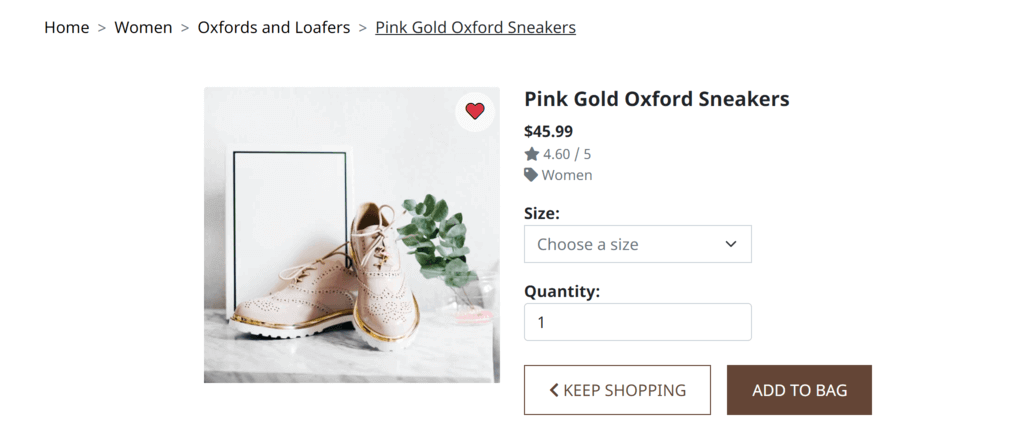 Home > Women > Oxfords and Loafers > Pink Gold Oxford Sneakers
Pink Gold Oxford Sneakers
$45.99
4.60 / 5
Women
Size:
Choose a size
Quantity:
1
KEEP SHOPPING
ADD TO BAG